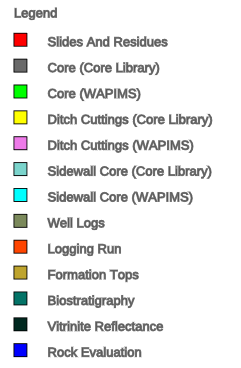 Legend
Slides And Residues
Core (Core Library)
Core (WAPIMS)
Ditch Cuttings (Core Library)
Ditch Cuttings (WAPIMS)
Sidewall Core (Core Library)
Sidewall Core (WAPIMS)
Well Logs
Logging Run
Formation Tops
Biostratigraphy
Vitrinite Reflectance
Rock Evaluation